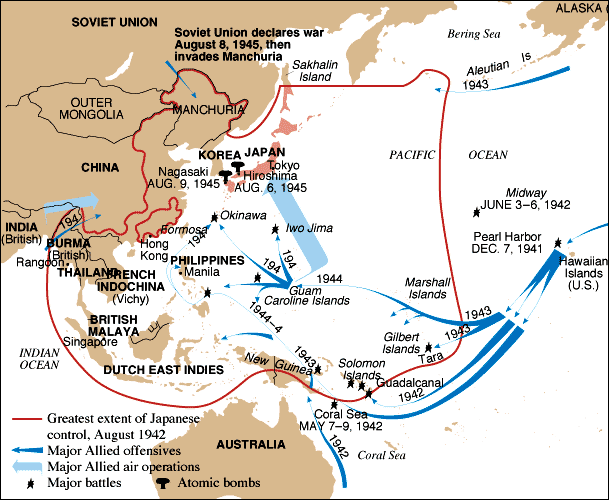 ALASKA (
SOVIET UNION
Soviet Union declares war
August 8, 1945, then
invades Manchuria
Bering Sea
Sakhalin
Island
Aleutian Is
1943
OUTER
MONGOLIA
MANCHURIA
CHINA
KOREA
JAPAN
Tokyo
Nagasaki
AUG. 9, 1945
Hiroshima
AUG. 6, 1945
PACIFIC
OCEAN
Midway
JUNE 3–6, 1942
Pearl Harbor
DEC. 7, 1941
Hawaiian
Islands
(U.S.)
INDIA
(British)
194
BURMA
(British)
Rangoon
Formosa
Hong
Kong
Okinawa
194
Iwo Jima
194
194
THAILAND
FRENCH
INDOCHINA
(Vichy)
PHILIPPINES
Manila
Guam
Caroline Islands
1944
Marshall
Islands
1943
1943
Gilbert
Islands
Tara
1944–4
BRITISH
MALAYA
Singapore
INDIAN
OCEAN
DUTCH EAST INDIES
New Guinea
1943
Solomon
Islands
Guadalcanal
1942
Coral Sea
MAY 7–9, 1942
1942
Coral Sea
AUSTRALIA
Greatest extent of Japanese
control, August 1942
Major Allied offensives
Major Allied air operations
Major battles
Atomic bombs